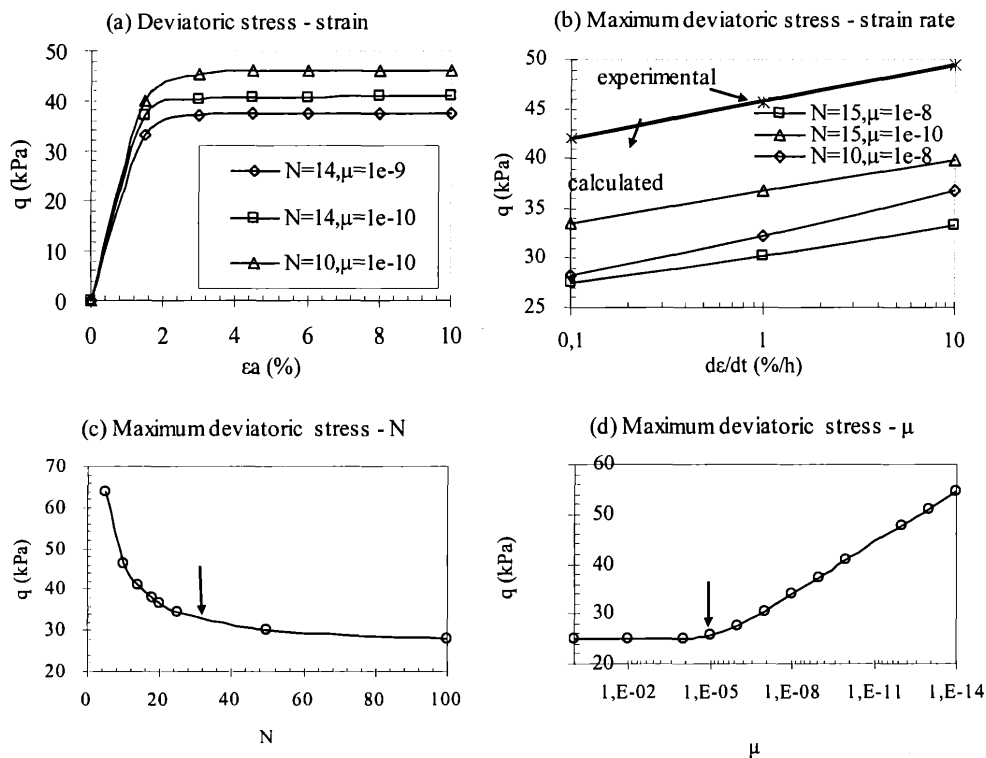 (a) Deviatoric stress - strain
50
40
30
20
10
0
q (kPa)
0 2 4 6 8 10
εa (%)
N=14,μ=1e-9
N=14,μ=1e-10
N=10,μ=1e-10
(b) Maximum deviatoric stress - strain rate
50
45
40
35
30
25
q (kPa)
experimental
calculated
N=15,μ=1e-8
N=15,μ=1e-10
N=10,μ=1e-8
0,1 1 10
dε/dt (%/h)
(c) Maximum deviatoric stress - N
70
60
50
40
30
20
q (kPa)
0 20 40 60 80 100
N
(d) Maximum deviatoric stress - μ
60
50
40
30
20
q (kPa)
1,E-02 1,E-05 1,E-08 1,E-11 1,E-14
μ